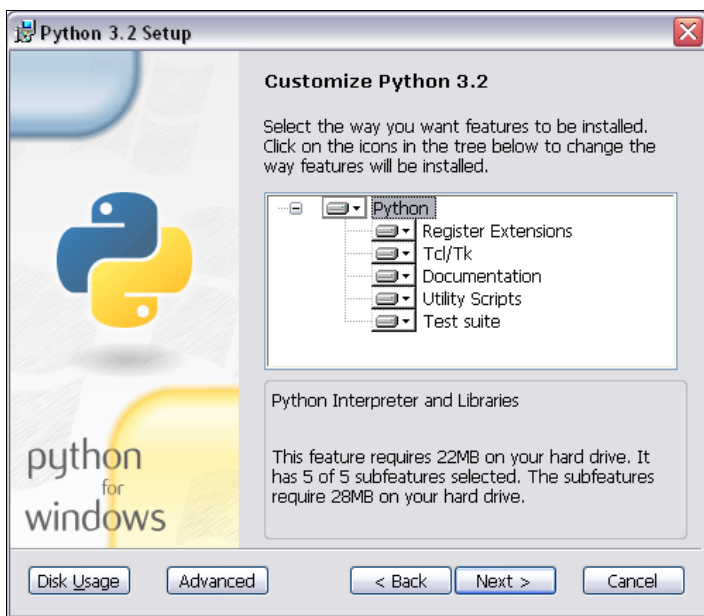 Python 3.2 Setup
Customize Python 3.2
Select the way you want features to be installed.
Click on the icons in the tree below to change the
way features will be installed.
Python
Register Extensions
Tcl/Tk
Documentation
Utility Scripts
Test suite
Python Interpreter and Libraries
This feature requires 22MB on your hard drive. It
has 5 of 5 subfeatures selected. The subfeatures
require 28MB on your hard drive.
python
for
windows
Disk Usage
Advanced
< Back
Next >
Cancel